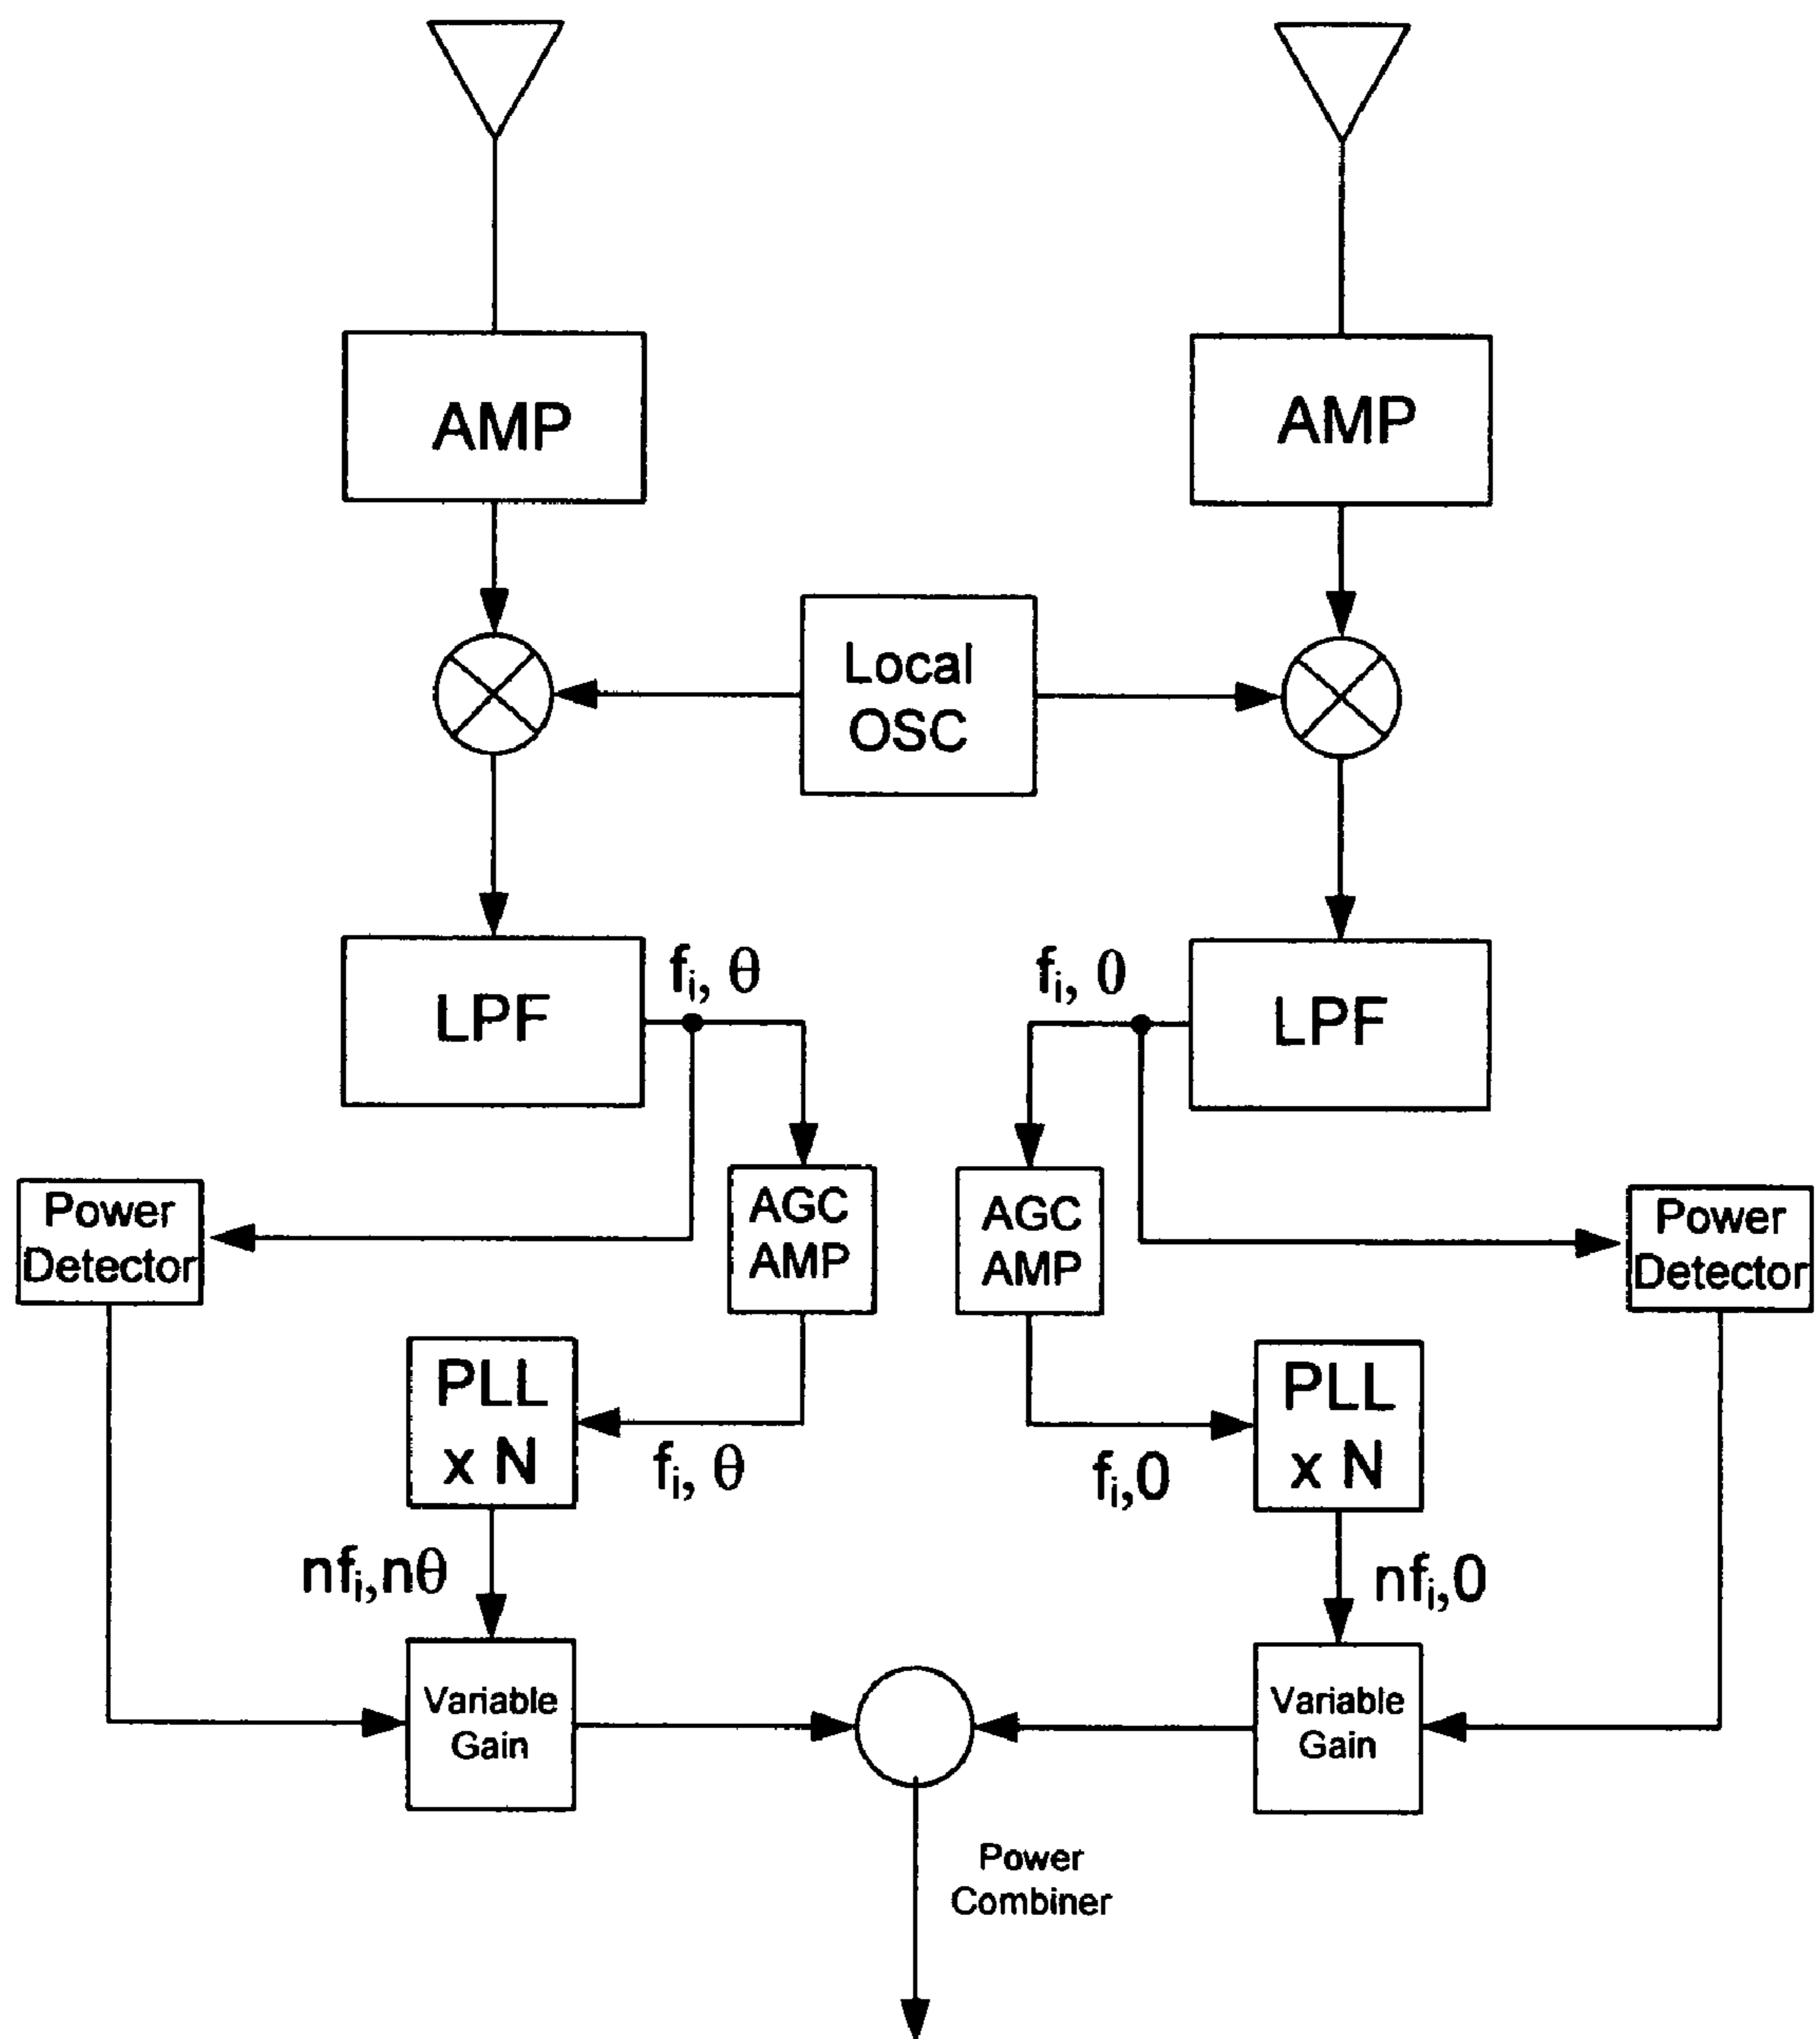 AMP
AMP
Local
OSC
LPF
fᵢ, θ
fᵢ, 0
LPF
Power
Detector
AGC
AMP
AGC
AMP
Power
Detector
PLL
x N
fᵢ, θ
fᵢ,0
PLL
x N
nfᵢ,nθ
nfᵢ,0
Variable
Gain
Variable
Gain
Power
Combiner